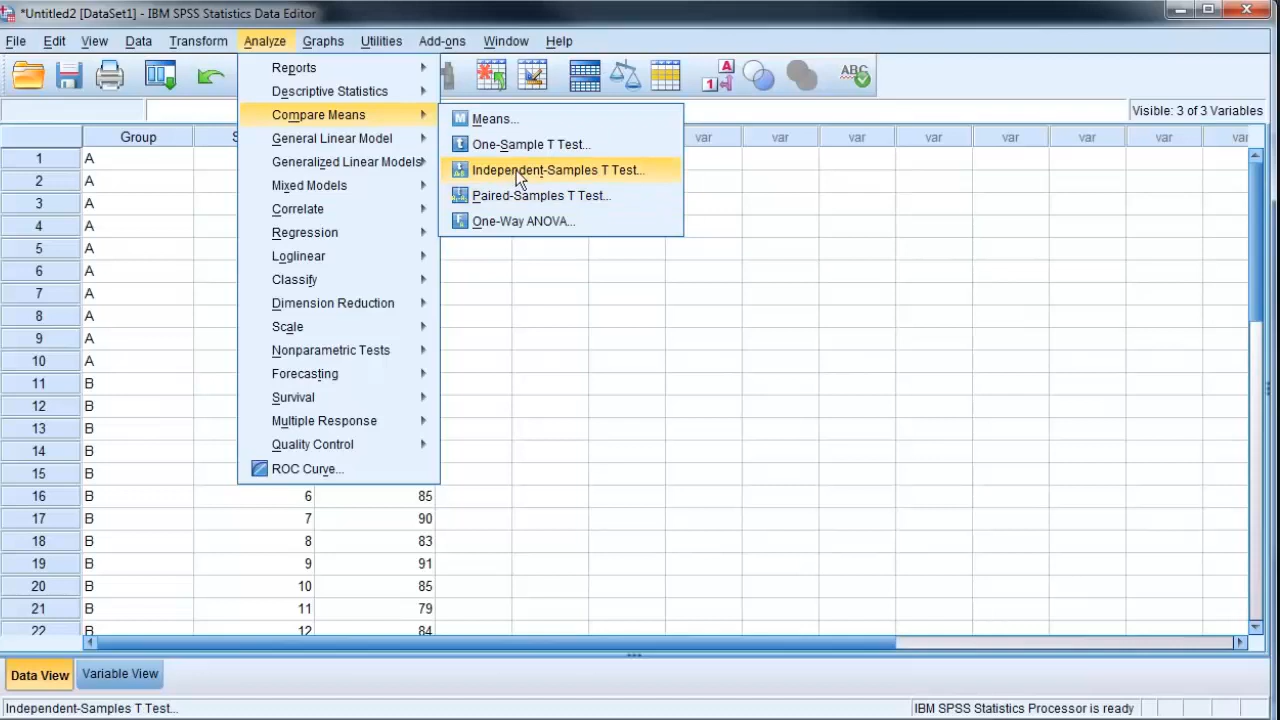 *Untitled2 [DataSet1] - IBM SPSS Statistics Data Editor
File Edit View Data Transform Analyze Graphs Utilities Add-ons Window Help
Visible: 3 of 3 Variables
Reports
Descriptive Statistics
Compare Means
General Linear Model
Generalized Linear Models
Mixed Models
Correlate
Regression
Loglinear
Classify
Dimension Reduction
Scale
Nonparametric Tests
Forecasting
Survival
Multiple Response
Quality Control
ROC Curve...
Means...
One-Sample T Test...
Independent-Samples T Test...
Paired-Samples T Test...
One-Way ANOVA...
Group S var var var var var var var var
1 A
2 A
3 A
4 A
5 A
6 A
7 A
8 A
9 A
10 A
11 B
12 B
13 B
14 B
15 B
16 B 6 85
17 B 7 90
18 B 8 83
19 B 9 91
20 B 10 85
21 B 11 79
22 B 12 84
Data View Variable View
Independent-Samples T Test... IBM SPSS Statistics Processor is ready